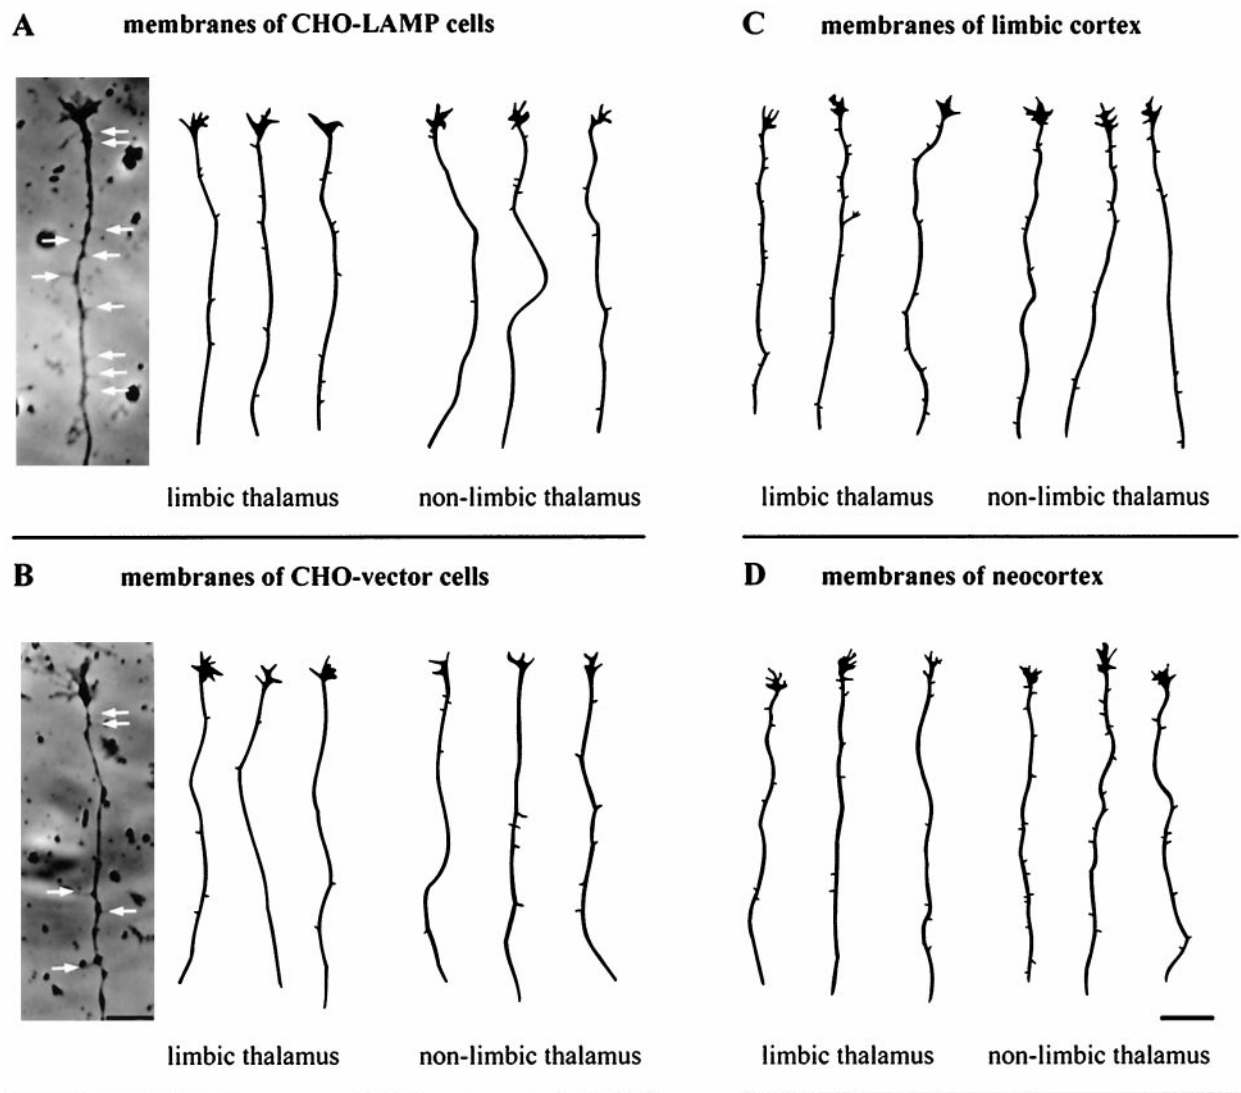 A membranes of CHO-LAMP cells
limbic thalamus non-limbic thalamus
B membranes of CHO-vector cells
limbic thalamus non-limbic thalamus
C membranes of limbic cortex
limbic thalamus non-limbic thalamus
D membranes of neocortex
limbic thalamus non-limbic thalamus